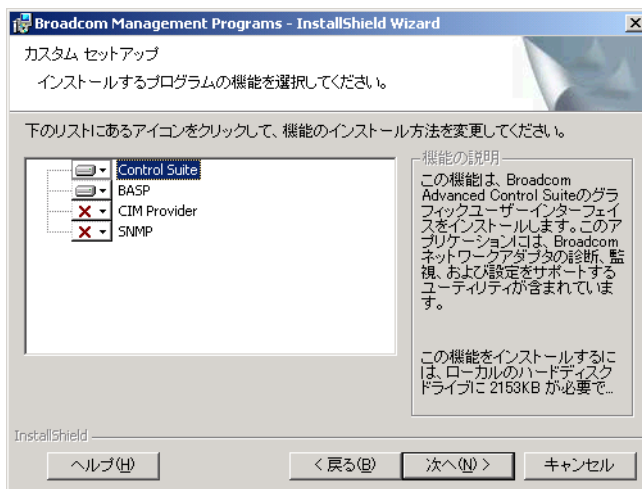 Broadcom Management Programs - InstallShield Wizard
カスタム セットアップ
インストールするプログラムの機能を選択してください。
下のリストにあるアイコンをクリックして、機能のインストール方法を変更してください。
Control Suite
BASP
CIM Provider
SNMP
機能の説明
この機能は、Broadcom
Advanced Control Suiteのグラ
フィックユーザーインターフェイ
スをインストールします。このア
プリケーションには、Broadcom
ネットワークアダプタの診断、監
視、および設定をサポートする
ユーティリティが含まれていま
す。
この機能をインストールするに
は、ローカルのハードディスク
ドライブに 2153KB が必要で...
InstallShield
ヘルプ(H)
< 戻る(B)
次へ(N) >
キャンセル